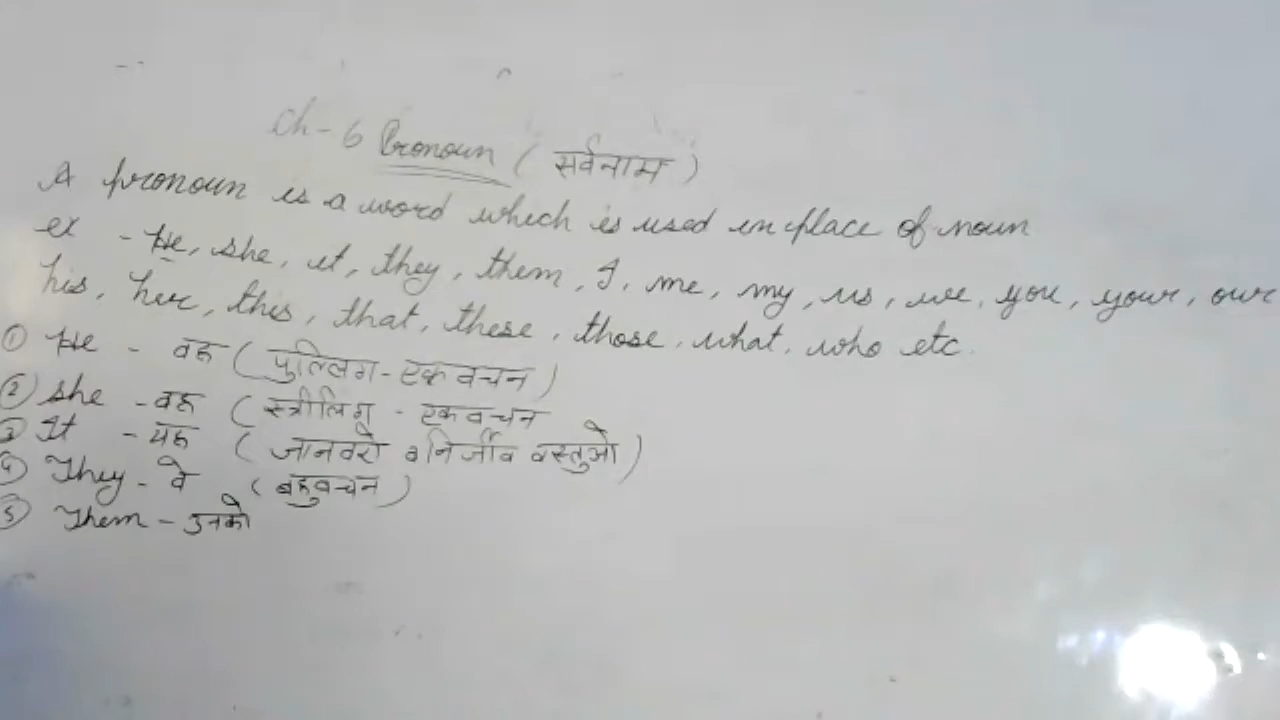 Ch-6 Pronoun (सर्वनाम)
A pronoun is a word which is used in place of noun
ex - He, she, it, they, them, I, me, my, us, we, you, your, our
his, her, this, that, these, those, what, who etc.
① He - वह (पुल्लिग-एकवचन)
② She - वह (स्त्रीलिग - एकवचन
③ It - यह (जानवरो व निर्जीव वस्तुओ)
④ They - वे (बहुवचन)
⑤ Them - उनको